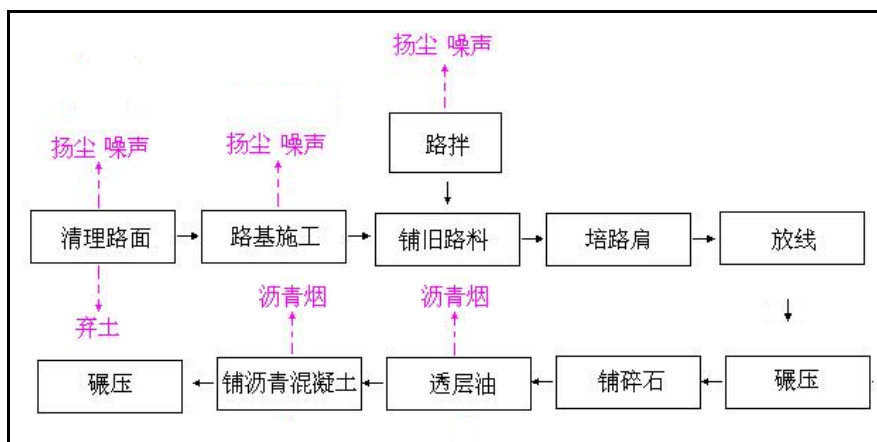 扬尘 噪声
路拌
扬尘 噪声
扬尘 噪声
清理路面
路基施工
铺旧路料
培路肩
放线
弃土
沥青烟
沥青烟
碾压
铺沥青混凝土
透层油
铺碎石
碾压